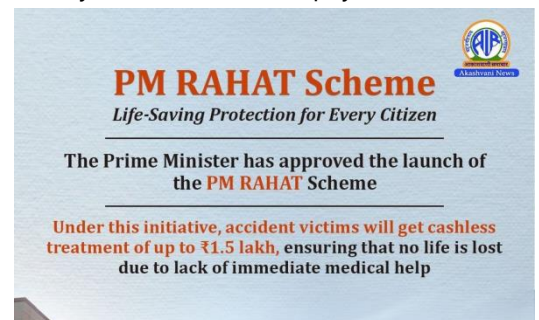 Akashvani News
PM RAHAT Scheme
Life-Saving Protection for Every Citizen
The Prime Minister has approved the launch of
the PM RAHAT Scheme
Under this initiative, accident victims will get cashless
treatment of up to ₹1.5 lakh, ensuring that no life is lost
due to lack of immediate medical help